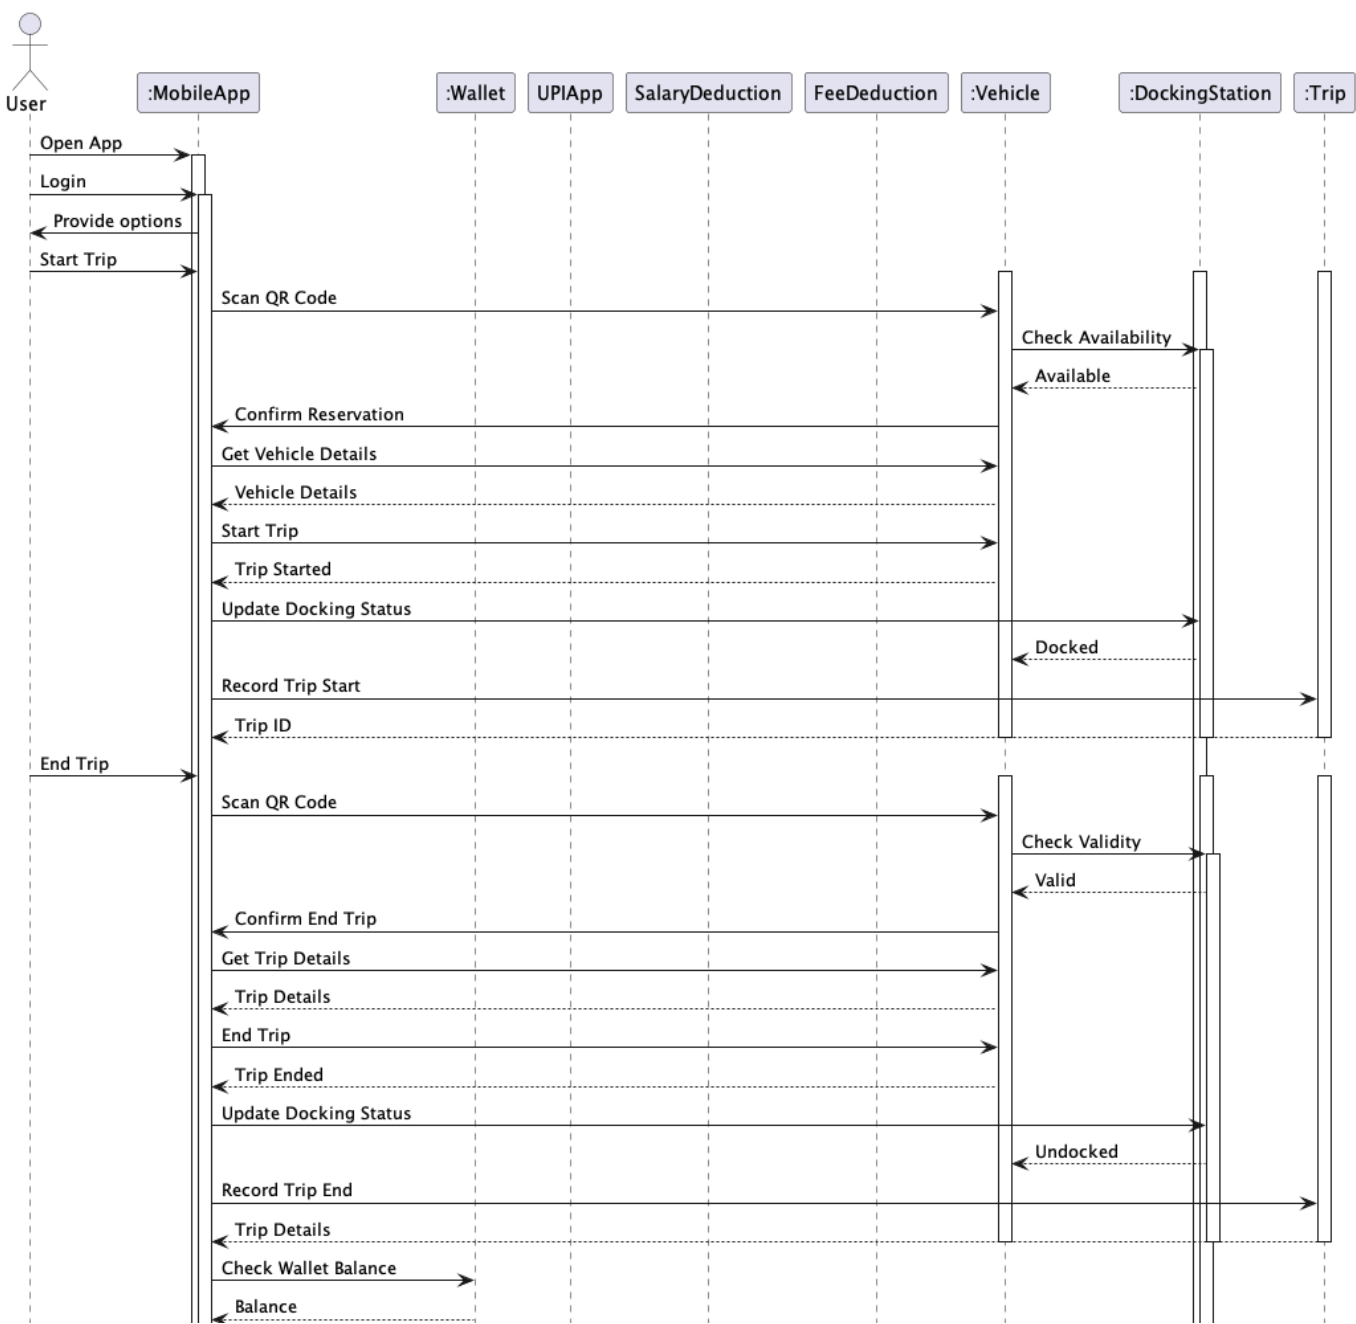 User
:MobileApp
:Wallet
UPIApp
SalaryDeduction
FeeDeduction
:Vehicle
:DockingStation
:Trip
Open App
Login
Provide options
Start Trip
Scan QR Code
Check Availability
Available
Confirm Reservation
Get Vehicle Details
Vehicle Details
Start Trip
Trip Started
Update Docking Status
Docked
Record Trip Start
Trip ID
End Trip
Scan QR Code
Check Validity
Valid
Confirm End Trip
Get Trip Details
Trip Details
End Trip
Trip Ended
Update Docking Status
Undocked
Record Trip End
Trip Details
Check Wallet Balance
Balance